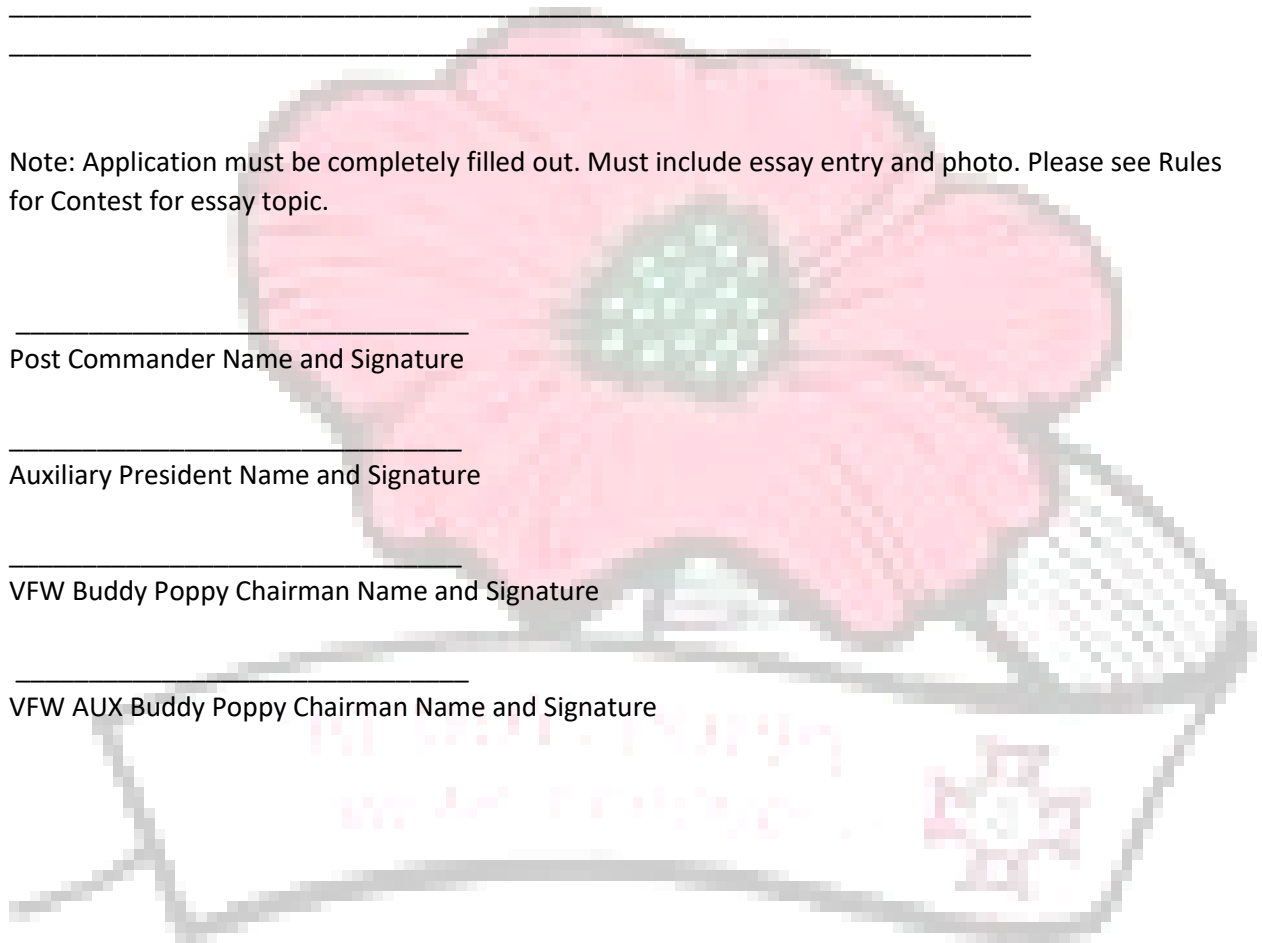 Note: Application must be completely filled out. Must include essay entry and photo. Please see Rules
for Contest for essay topic.
Post Commander Name and Signature
Auxiliary President Name and Signature
VFW Buddy Poppy Chairman Name and Signature
VFW AUX Buddy Poppy Chairman Name and Signature